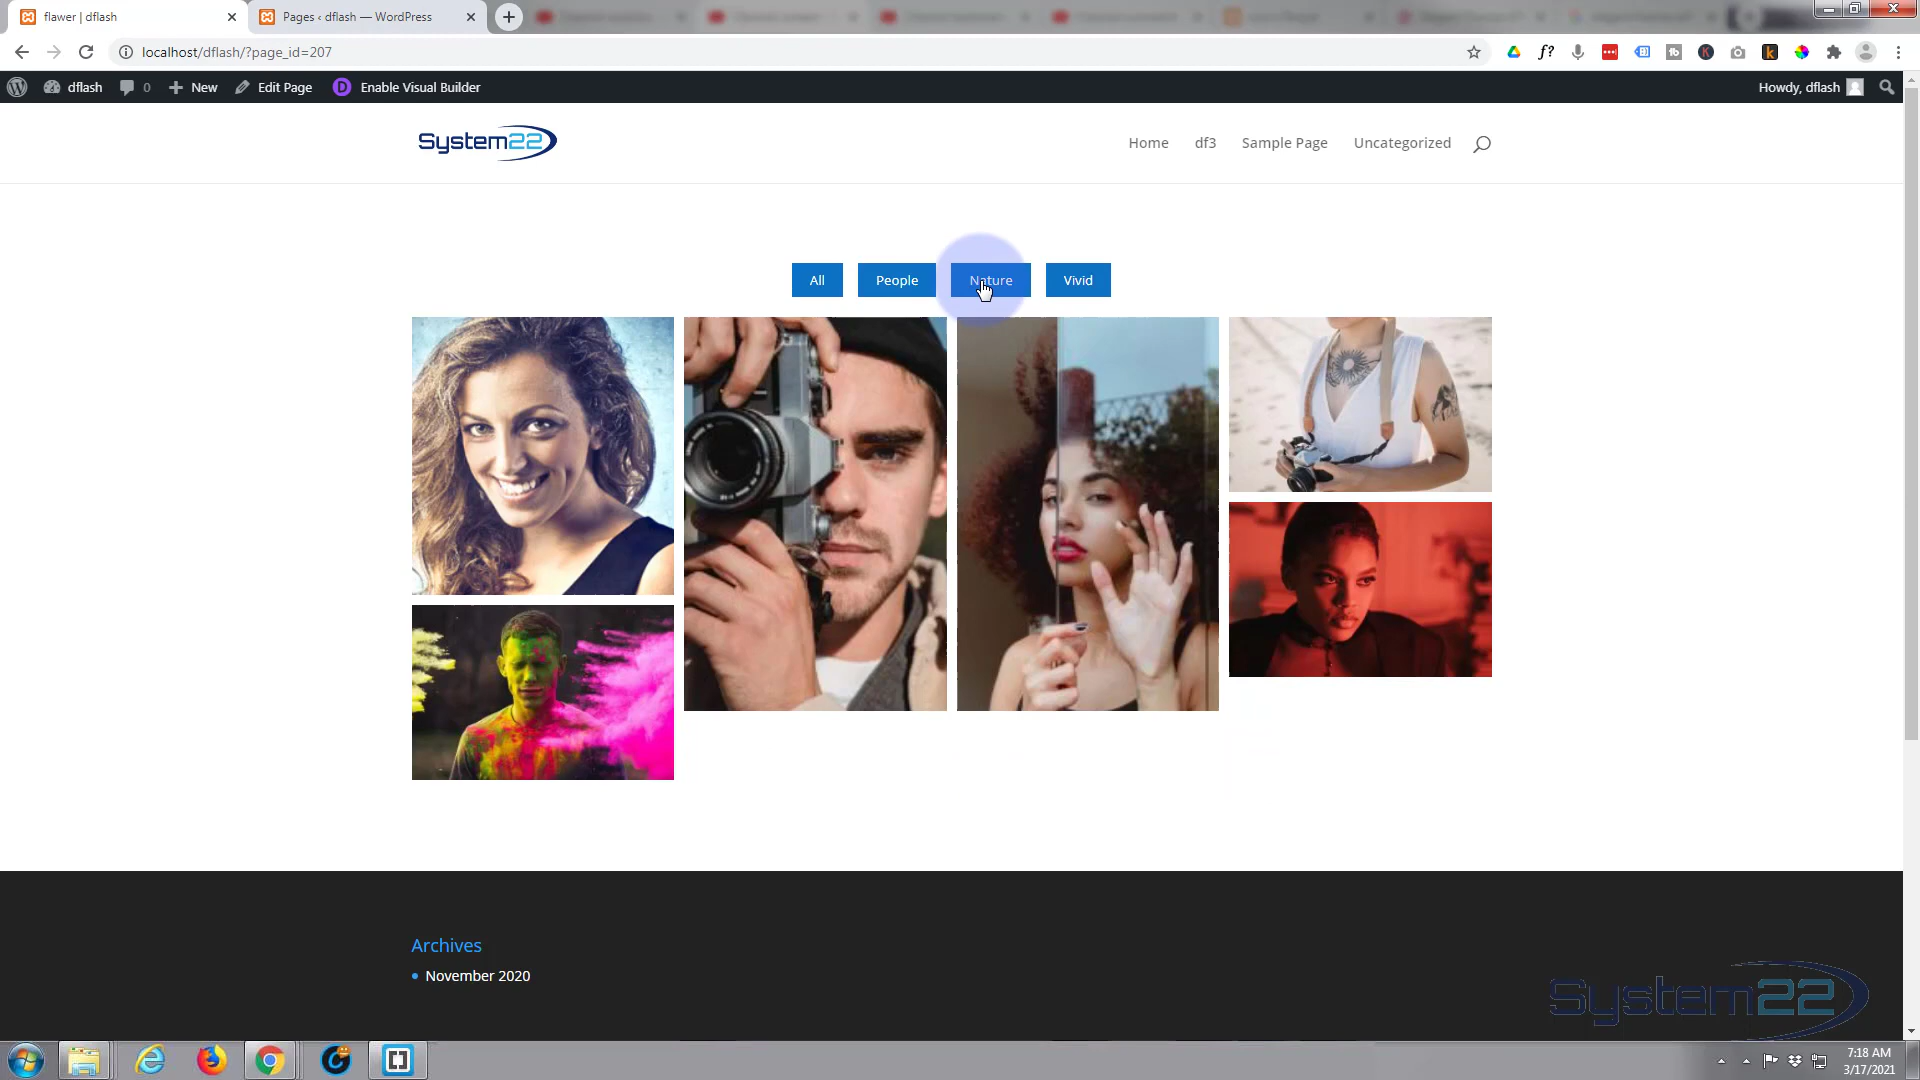 flawer | dflash
Pages ‹ dflash — WordPress
localhost/dflash/?page_id=207
dflash
0
New
Edit Page
Enable Visual Builder
Howdy, dflash
System22
Home
df3
Sample Page
Uncategorized
All
People
Nature
Vivid
Archives
November 2020
System22
7:18 AM
3/17/2021